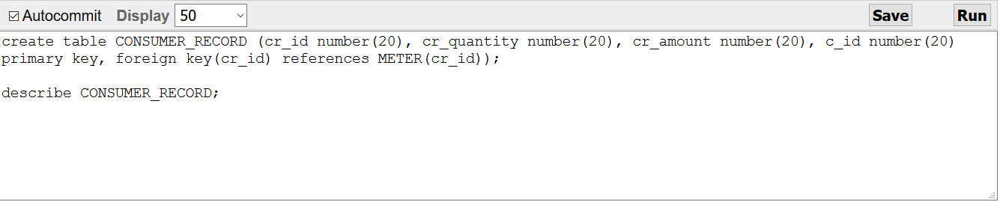 Autocommit Display 50 Save Run
create table CONSUMER_RECORD (cr_id number(20), cr_quantity number(20), cr_amount number(20), c_id number(20)
primary key, foreign key(cr_id) references METER(cr_id));
describe CONSUMER_RECORD;